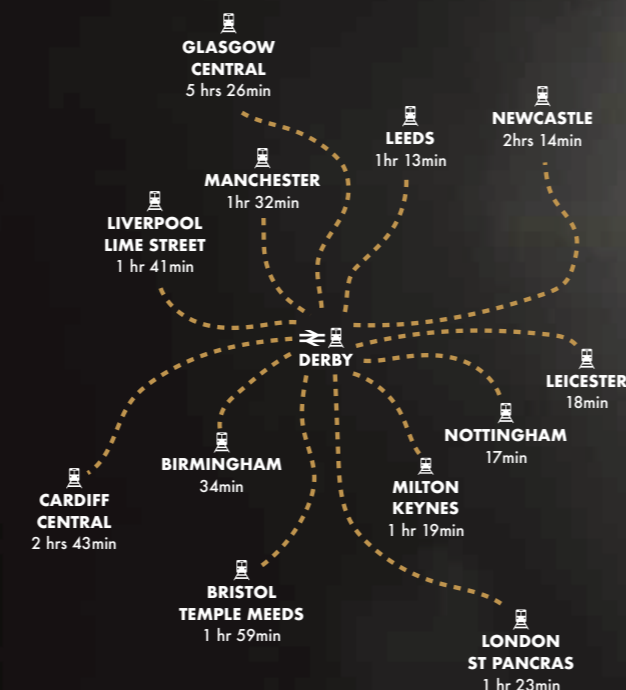 GLASGOW
CENTRAL
5 hrs 26min
LEEDS
1hr 13min
NEWCASTLE
2hrs 14min
MANCHESTER
1hr 32min
LIVERPOOL
LIME STREET
1 hr 41min
DERBY
LEICESTER
18min
NOTTINGHAM
17min
BIRMINGHAM
34min
MILTON
KEYNES
1 hr 19min
CARDIFF
CENTRAL
2 hrs 43min
BRISTOL
TEMPLE MEEDS
1 hr 59min
LONDON
ST PANCRAS
1 hr 23min